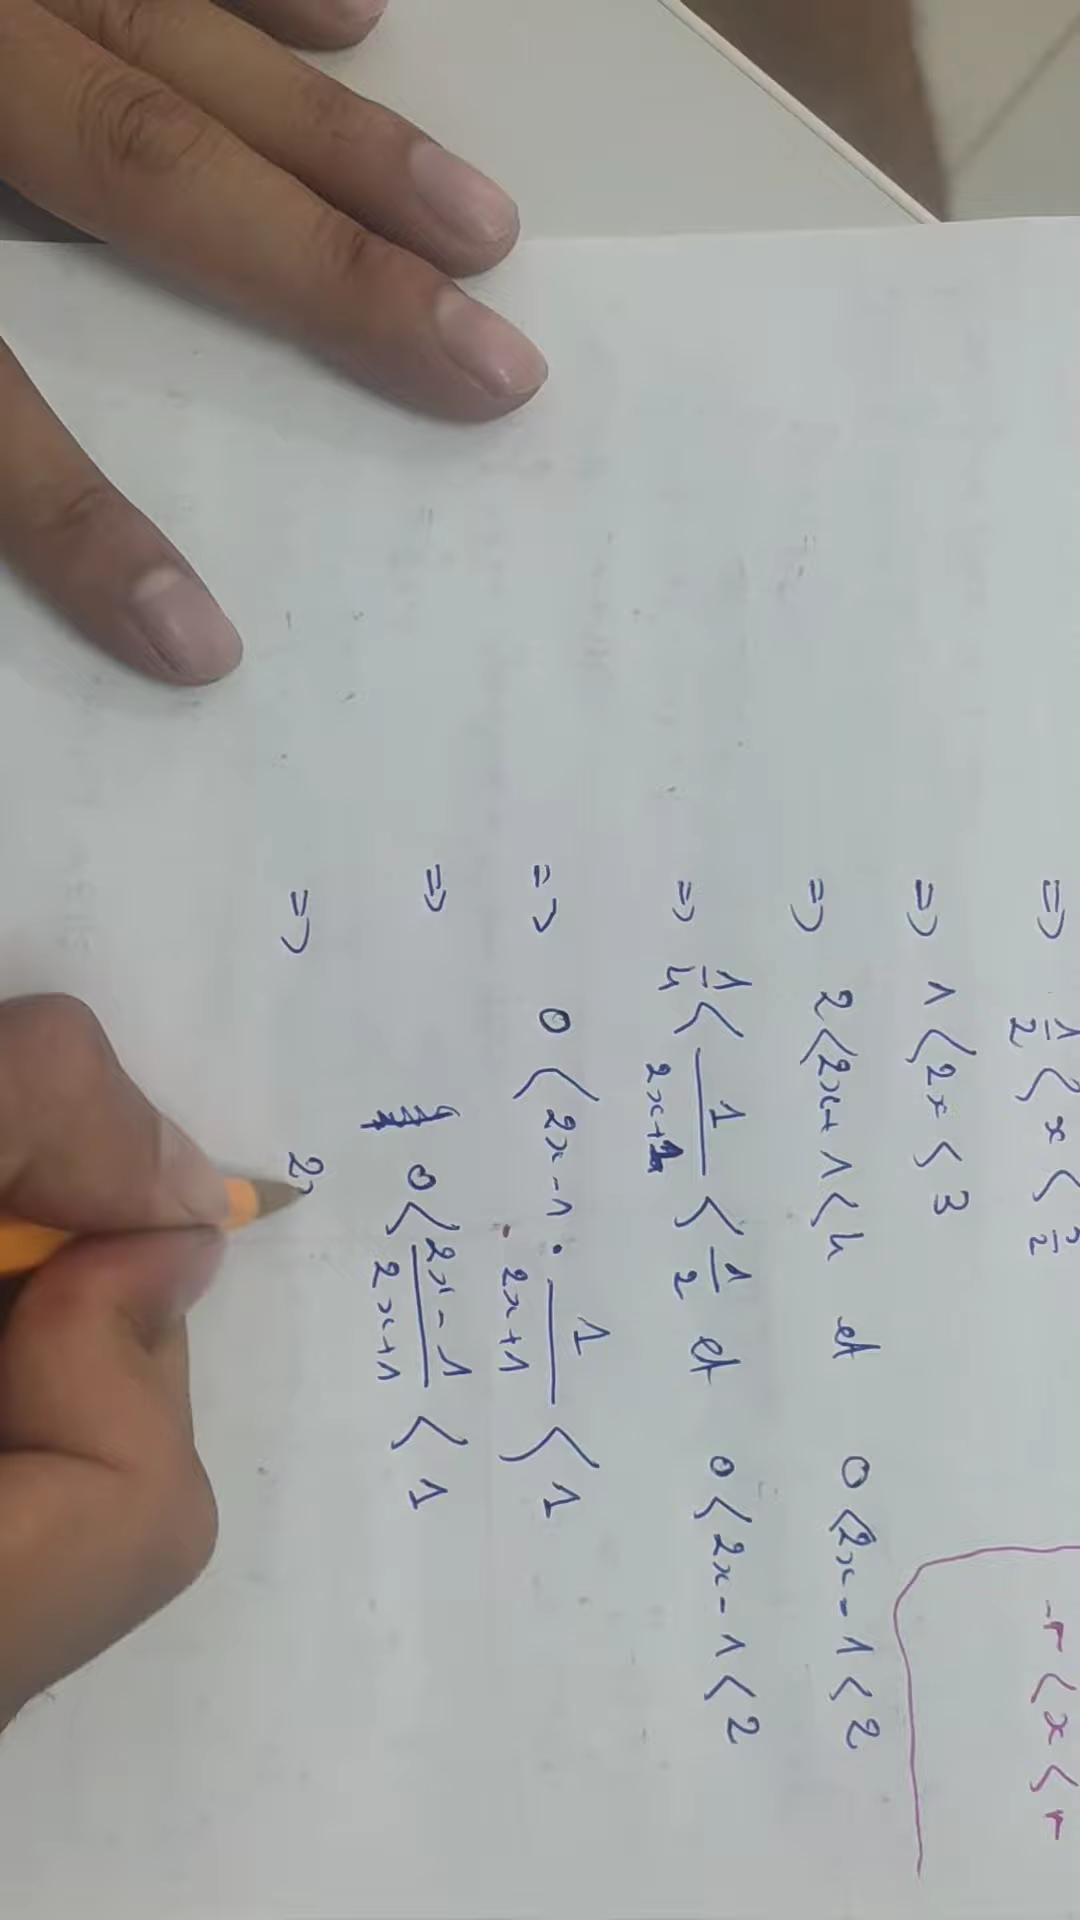 => 1/2 < x < 3/2
-r < x < r
=> 1 < 2x < 3
=> 2 < 2x+1 < 4 et 0 < 2x-1 < 2
=> 1/4 < 1/(2x+1) < 1/2 et 0 < 2x-1 < 2
=> 0 < 2x-1 · 1/(2x+1) < 1
=> 0 < (2x-1)/(2x+1) < 1
=> 2